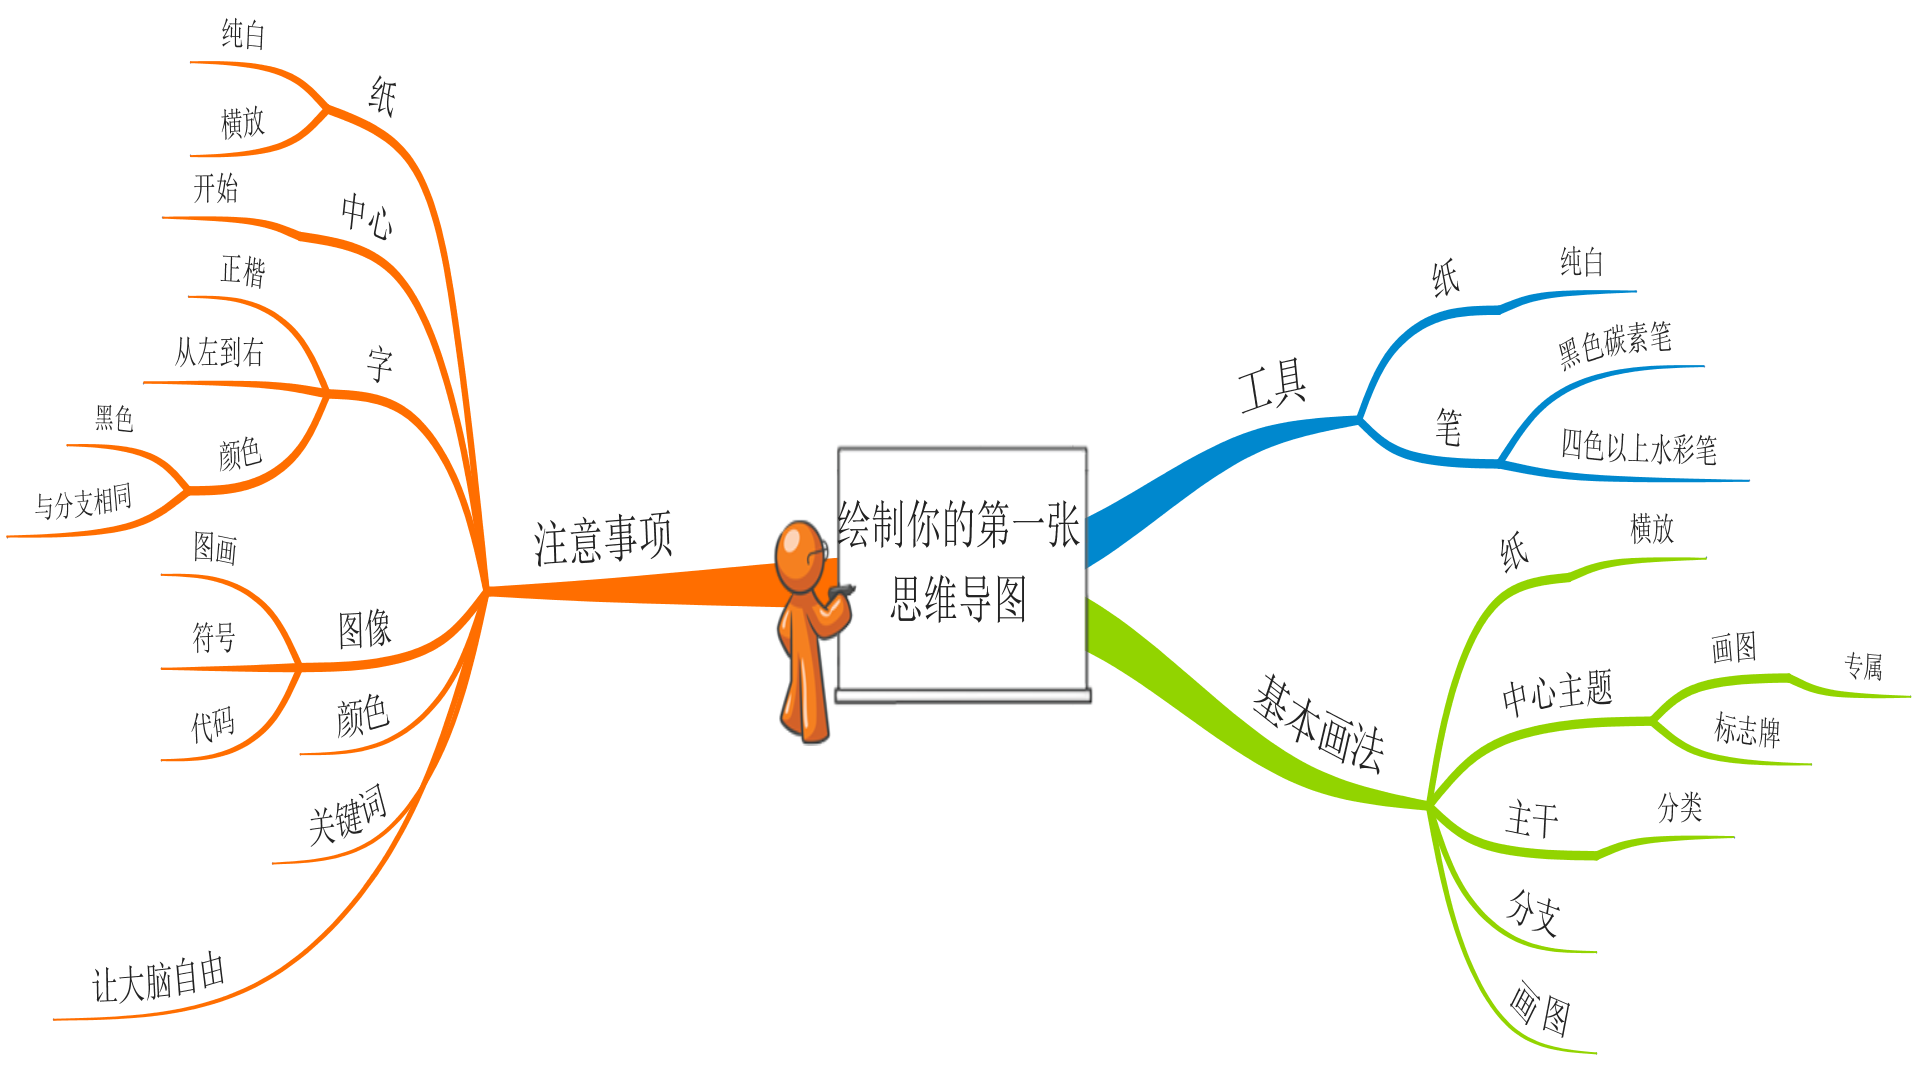 绘制你的第一张
思维导图
工具
纸
纯白
笔
黑色碳素笔
四色以上水彩笔
基本画法
纸
横放
中心主题
画图
专属
标志牌
主干
分类
分支
画图
注意事项
纸
纯白
横放
中心
开始
字
正楷
从左到右
颜色
黑色
与分支相同
图像
图画
符号
代码
颜色
关键词
让大脑自由